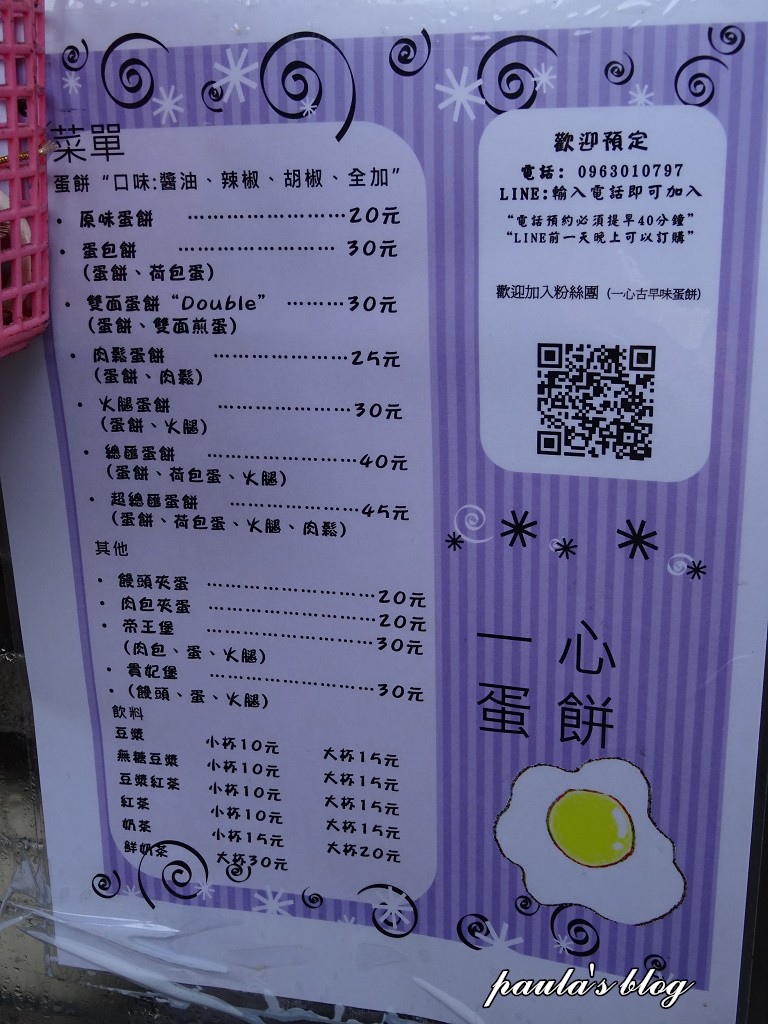 菜單
蛋餅“口味:醬油、辣椒、胡椒、全加”
· 原味蛋餅 ……………………20元
· 蛋包餅 ……………………… 30元
(蛋餅、荷包蛋)
· 雙面蛋餅“Double” ………30元
(蛋餅、雙面煎蛋)
· 肉鬆蛋餅 …………………25元
(蛋餅、肉鬆)
· 火腿蛋餅 …………………30元
(蛋餅、火腿)
· 總匯蛋餅 ……………………40元
(蛋餅、荷包蛋、火腿)
· 超總匯蛋餅 …………………45元
(蛋餅、荷包蛋、火腿、肉鬆)
其他
· 饅頭夾蛋 ……………………20元
· 肉包夾蛋 ……………………20元
· 帝王堡 ………………………30元
(肉包、蛋、火腿)
· 貴妃堡 ………………………30元
· (饅頭、蛋、火腿)
飲料
豆漿 小杯10元 大杯15元
無糖豆漿 小杯10元 大杯15元
豆漿紅茶 小杯10元 大杯15元
紅茶 小杯10元 大杯15元
奶茶 小杯15元 大杯20元
鮮奶茶 大杯30元
歡迎預定
電話: 0963010797
LINE:輸入電話即可加入
“電話預約必須提早40分鐘”
“LINE前一天晚上可以訂購”
歡迎加入粉絲團 (一心古早味蛋餅)
一心
蛋餅
paula's blog